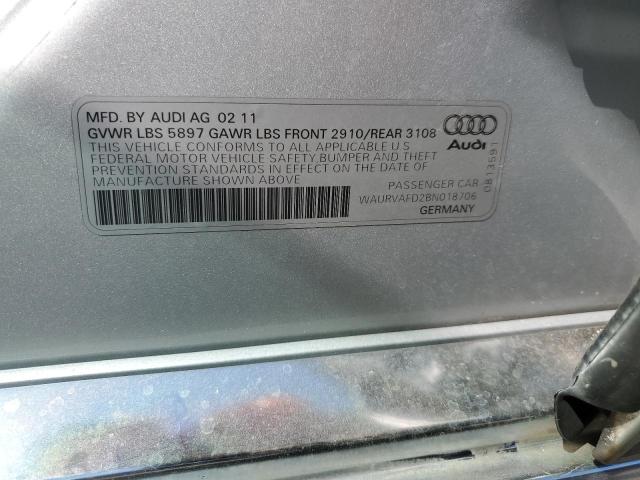 MFD. BY AUDI AG 02 11
GVWR LBS 5897 GAWR LBS FRONT 2910/REAR 3108
THIS VEHICLE CONFORMS TO ALL APPLICABLE U.S
FEDERAL MOTOR VEHICLE SAFETY,BUMPER AND THEFT
PREVENTION STANDARDS IN EFFECT ON THE DATE OF
MANUFACTURE SHOWN ABOVE
PASSENGER CAR
WAURVAFD2BN018706
GERMANY
Audi
0813591